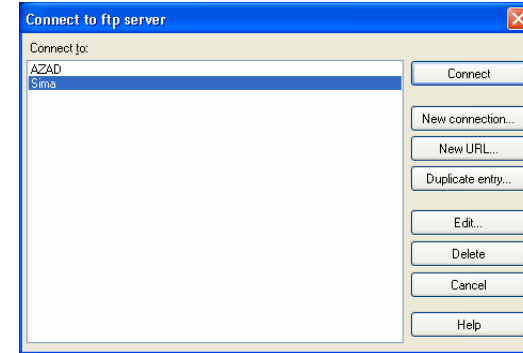 Connect to ftp server
Connect to:
AZAD
Sima
Connect
New connection...
New URL...
Duplicate entry...
Edit...
Delete
Cancel
Help